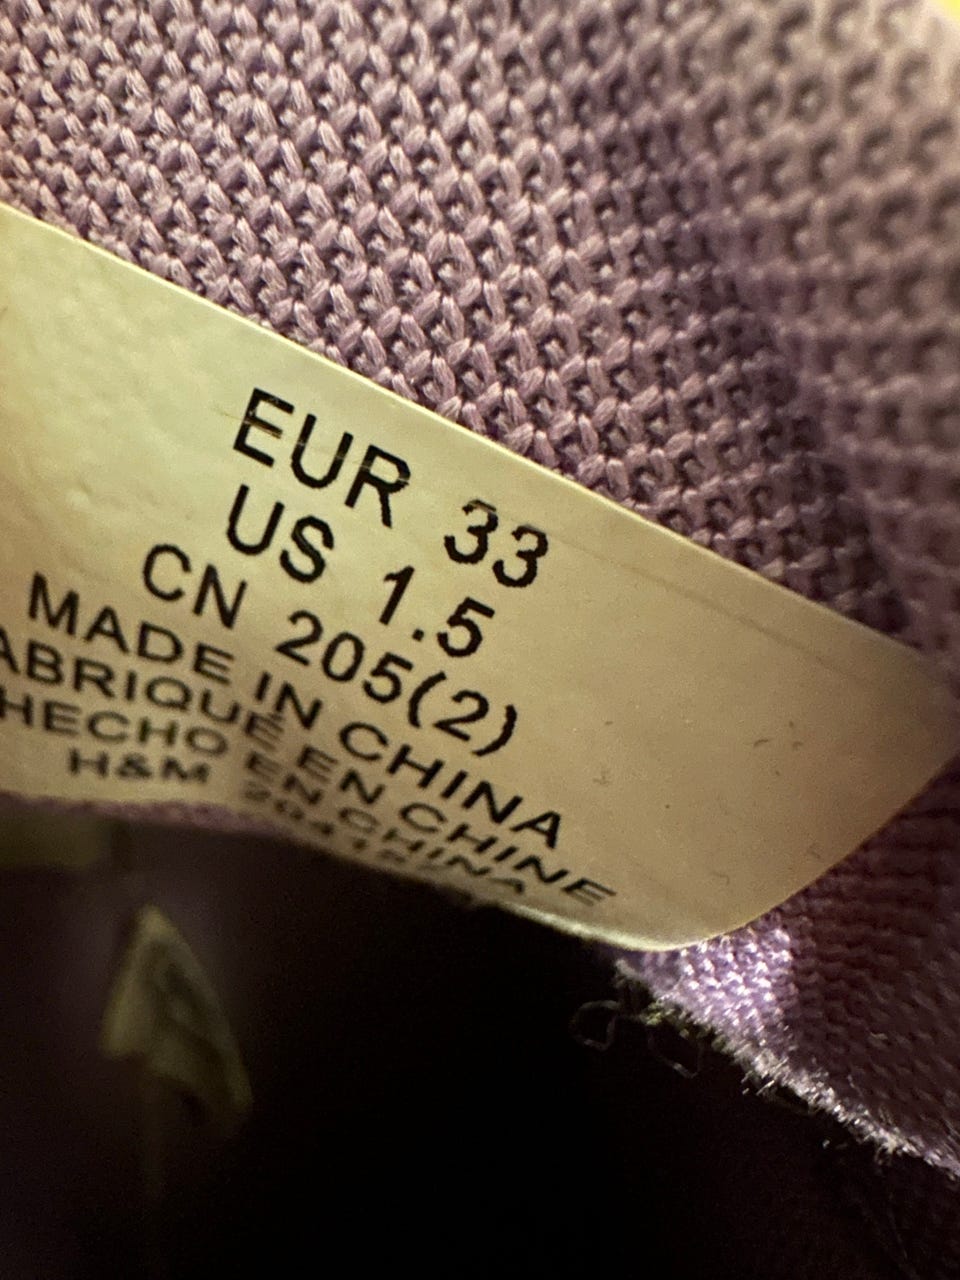 EUR 33
US 1.5
CN 205(2)
MADE IN CHINA
ABRIQUÉ EN CHINE
HECHO EN CHINA
H&M